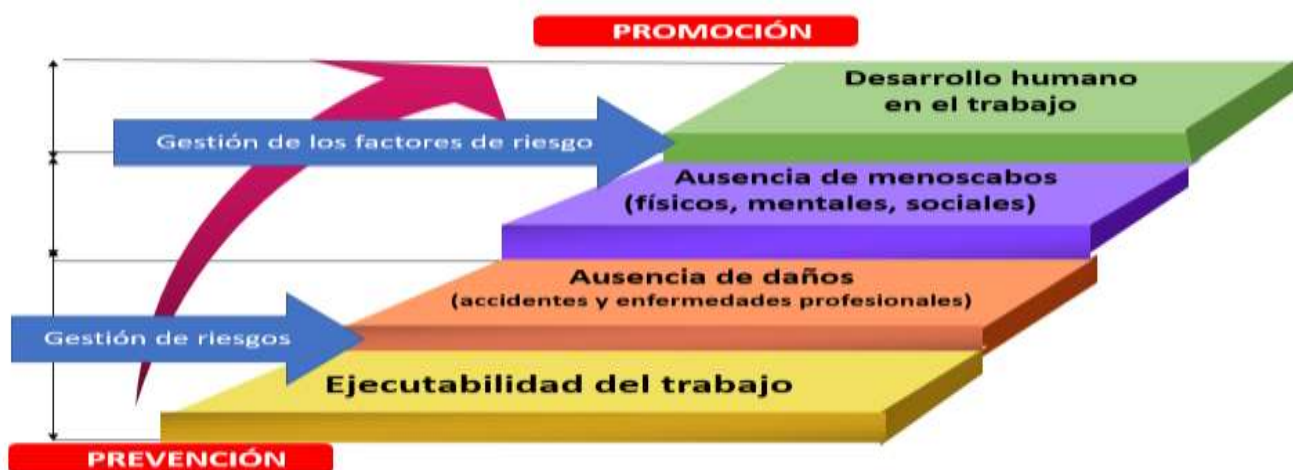 PROMOCIÓN
Desarrollo humano
en el trabajo
Gestión de los factores de riesgo
Ausencia de menoscabos
(físicos, mentales, sociales)
Ausencia de daños
(accidentes y enfermedades profesionales)
Gestión de riesgos
Ejecutabilidad del trabajo
PREVENCIÓN